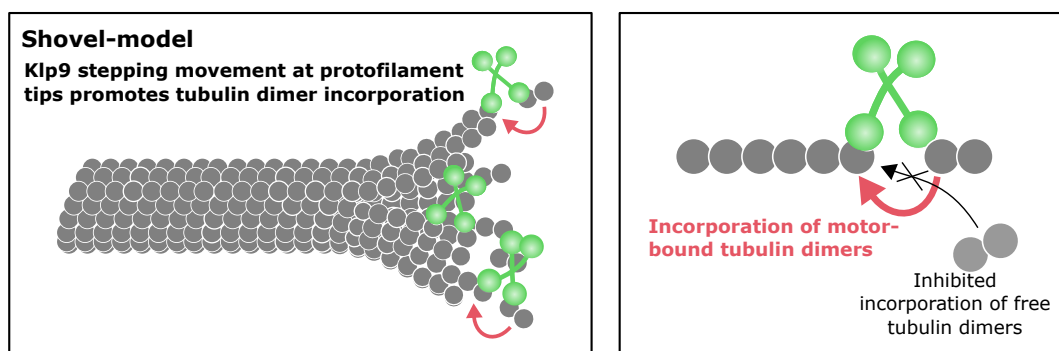 Shovel-model
Klp9 stepping movement at protofilament
tips promotes tubulin dimer incorporation
Incorporation of motor-
bound tubulin dimers
Inhibited
incorporation of free
tubulin dimers